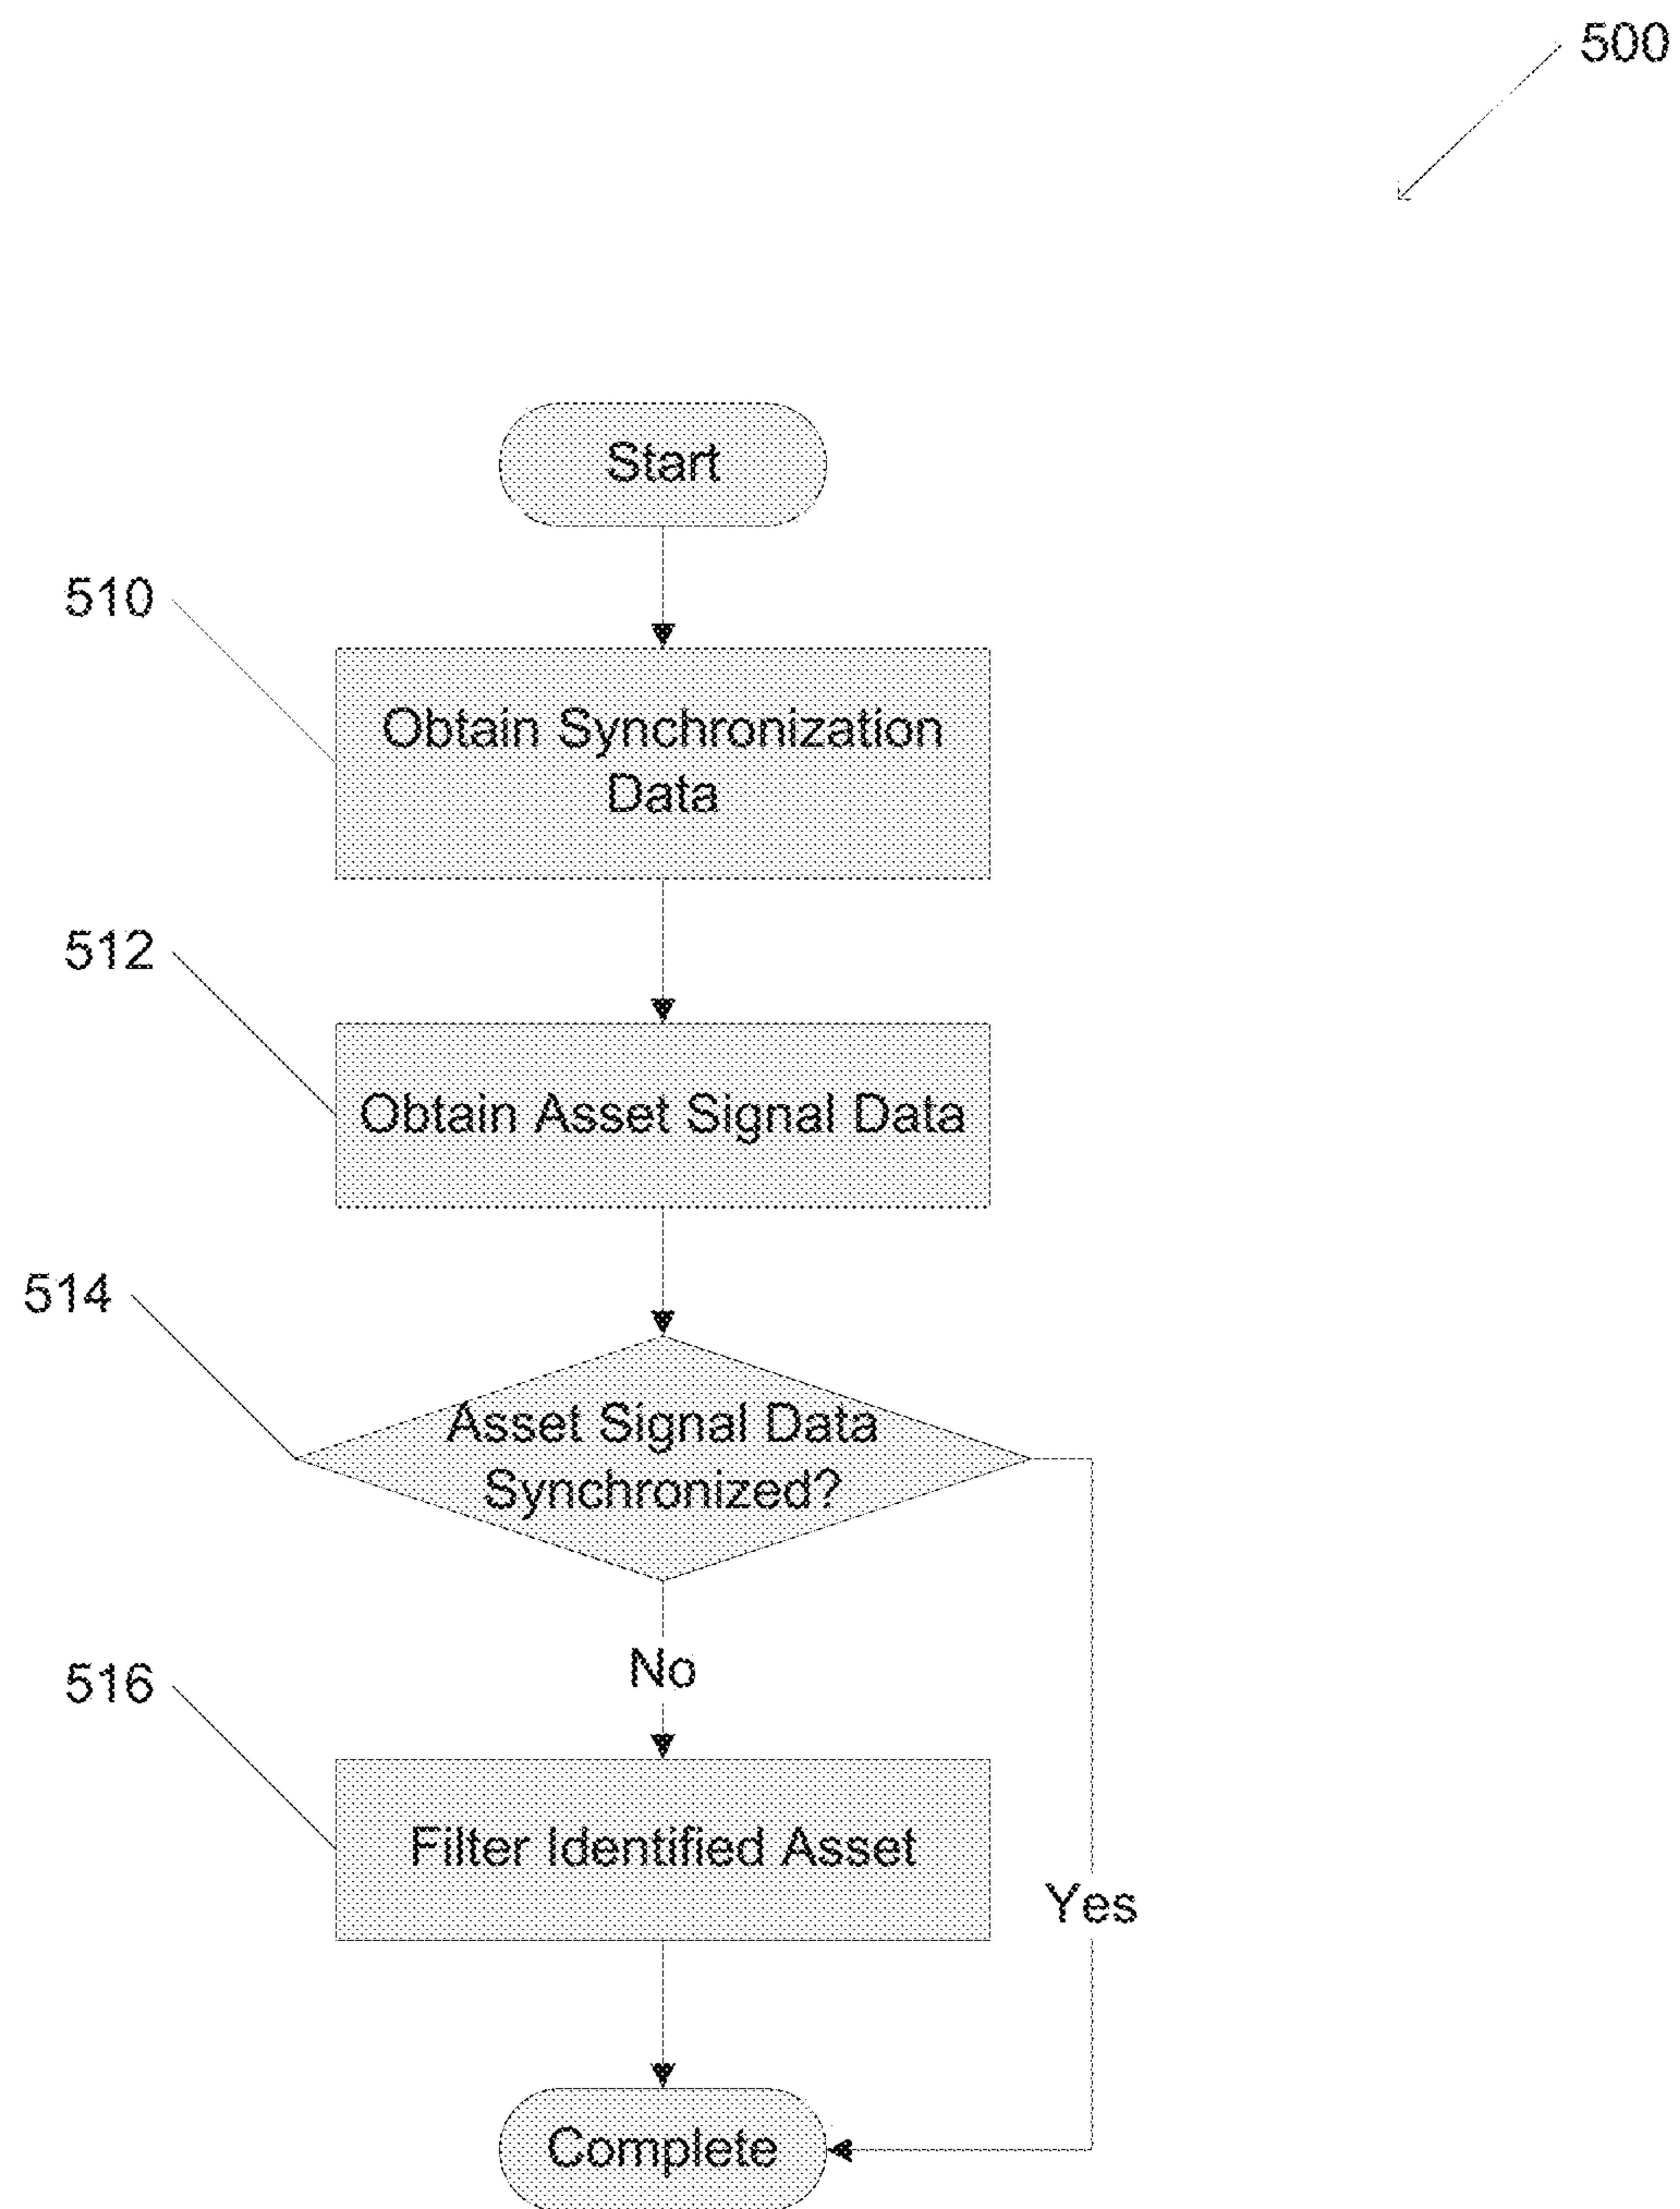 500
Start
510
Obtain Synchronization
Data
512
Obtain Asset Signal Data
514
Asset Signal Data
Synchronized?
No
516
Filter Identified Asset
Yes
Complete